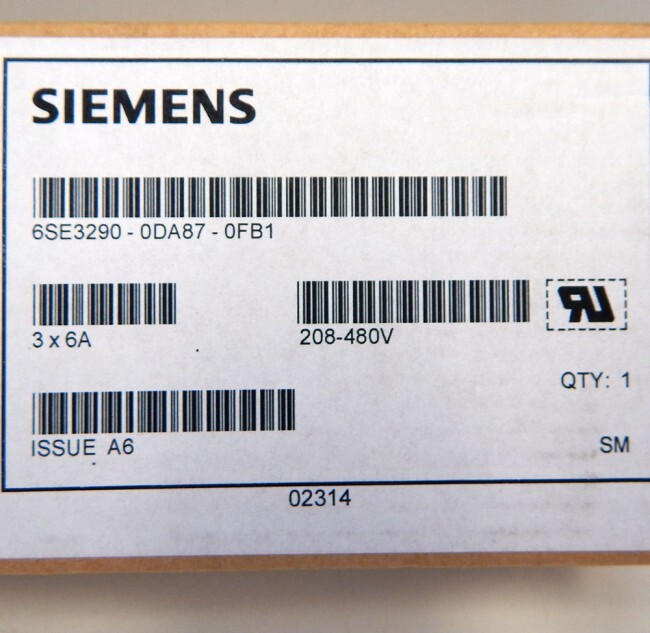 SIEMENS
6SE3290 - 0DA87 - 0FB1
3 x 6A
208-480V
QTY: 1
ISSUE A6
SM
02314